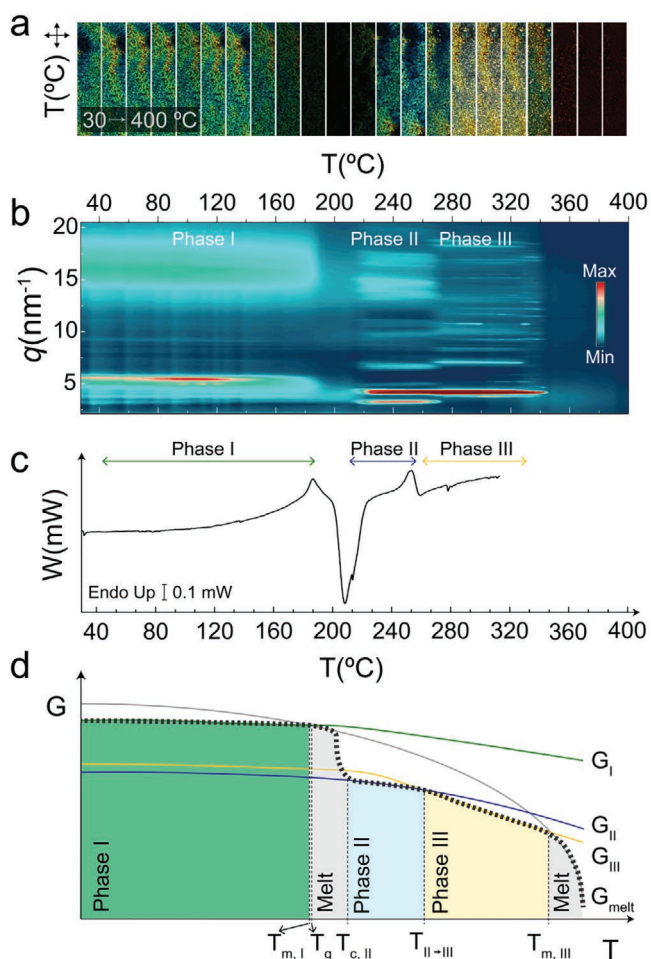 a
T(ºC)
30→400 ºC
T(ºC)
40 80 120 160 200 240 280 320 360 400
b
20
15
10
5
q(nm⁻¹)
Phase I
Phase II
Phase III
Max
Min
c
Phase I
Phase II
Phase III
W(mW)
Endo Up
0.1 mW
40 80 120 160 200 240 280 320 360 400
T(ºC)
d
G
G_I
G_II
G_III
G_melt
Phase I
Melt
Phase II
Phase III
Melt
T_m, I
T_g
T_c, II
T_II→III
T_m, III
T